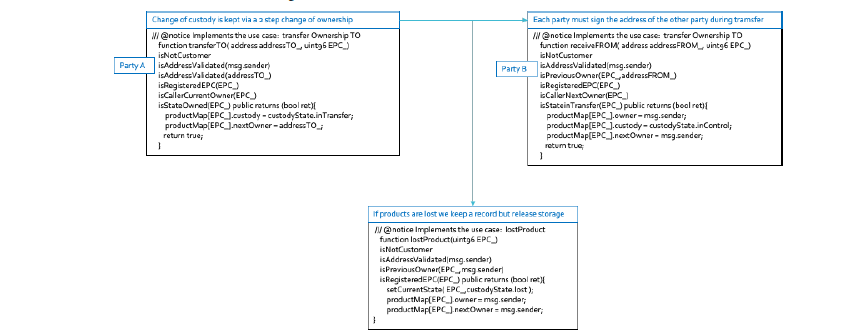 Change of custody is kept via a 2 step change of ownership
/// @notice Implements the use case: transfer Ownership TO
function transferTO( address addressTO_, uint96 EPC_)
isNotCustomer
isAddressValidated(msg.sender)
isAddressValidated(addressTO_)
isRegisteredEPC(EPC_)
isCallerCurrentOwner(EPC_)
isStateOwned(EPC_) public returns (bool ret){
productMap[EPC_].custody = custodyState.inTransfer;
productMap[EPC_].nextOwner = addressTO_;
return true;
}
Party A
Each party must sign the address of the other party during transfer
/// @notice Implements the use case: transfer Ownership TO
function receiveFROM( address addressFROM_, uint96 EPC_)
isNotCustomer
isAddressValidated(msg.sender)
isPreviousOwner(EPC_,addressFROM_)
isRegisteredEPC(EPC_)
isCallerNextOwner(EPC_)
isStateinTransfer(EPC_) public returns (bool ret){
productMap[EPC_].owner = msg.sender;
productMap[EPC_].custody = custodyState.inControl;
productMap[EPC_].nextOwner = msg.sender;
return true;
}
Party B
If products are lost we keep a record but release storage
/// @notice Implements the use case: lostProduct
function lostProduct(uint96 EPC_)
isNotCustomer
isAddressValidated(msg.sender)
isPreviousOwner(EPC_,msg.sender)
isRegisteredEPC(EPC_) public returns (bool ret){
setCurrentState( EPC_,custodyState.lost );
productMap[EPC_].owner = msg.sender;
productMap[EPC_].nextOwner = msg.sender;
}